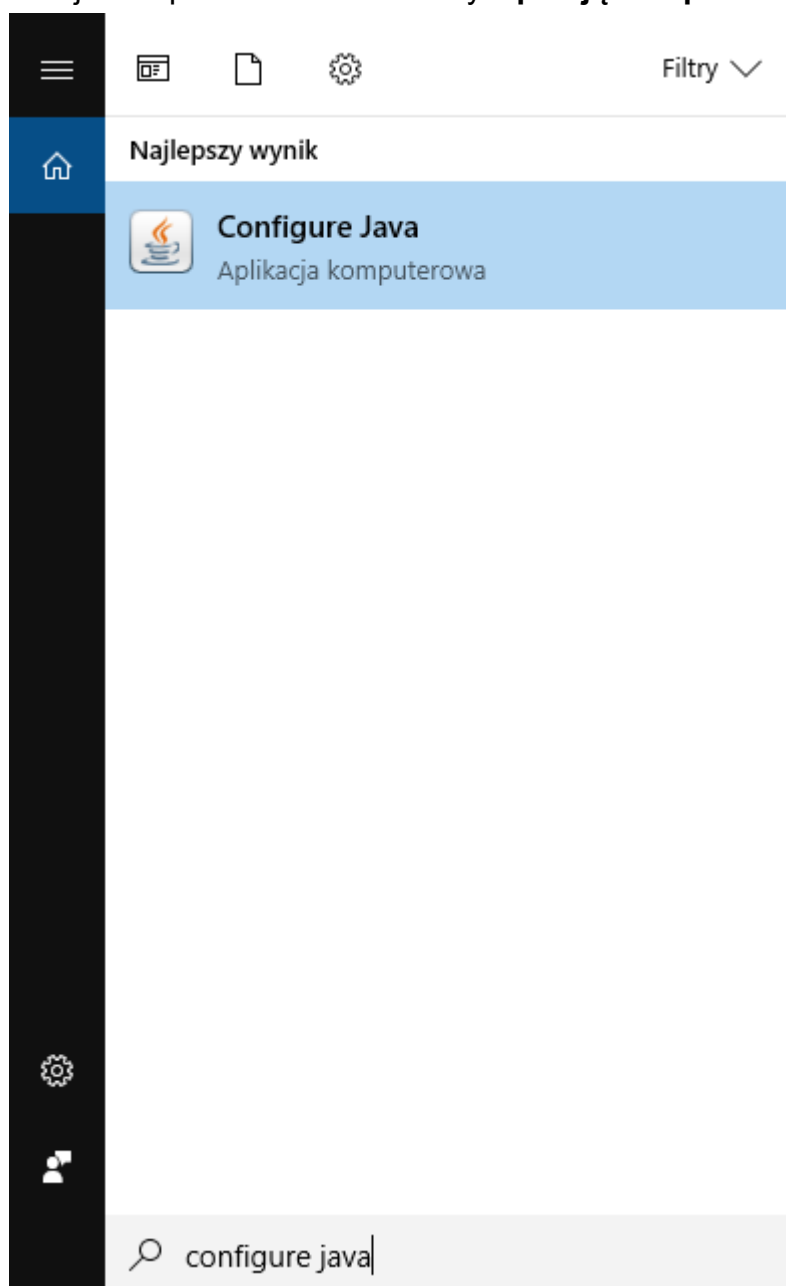 Filtry
Najlepszy wynik
Configure Java
Aplikacja komputerowa
configure java